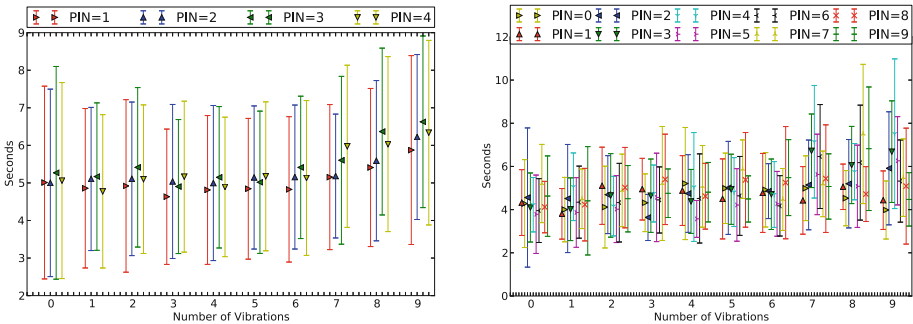 PIN=1 PIN=2 PIN=3 PIN=4
9
8
7
6
5
4
3
2
Seconds
0 1 2 3 4 5 6 7 8 9
Number of Vibrations
PIN=0 PIN=2 PIN=4 PIN=6 PIN=8
PIN=1 PIN=3 PIN=5 PIN=7 PIN=9
12
10
8
6
4
2
0
Seconds
0 1 2 3 4 5 6 7 8 9
Number of Vibrations